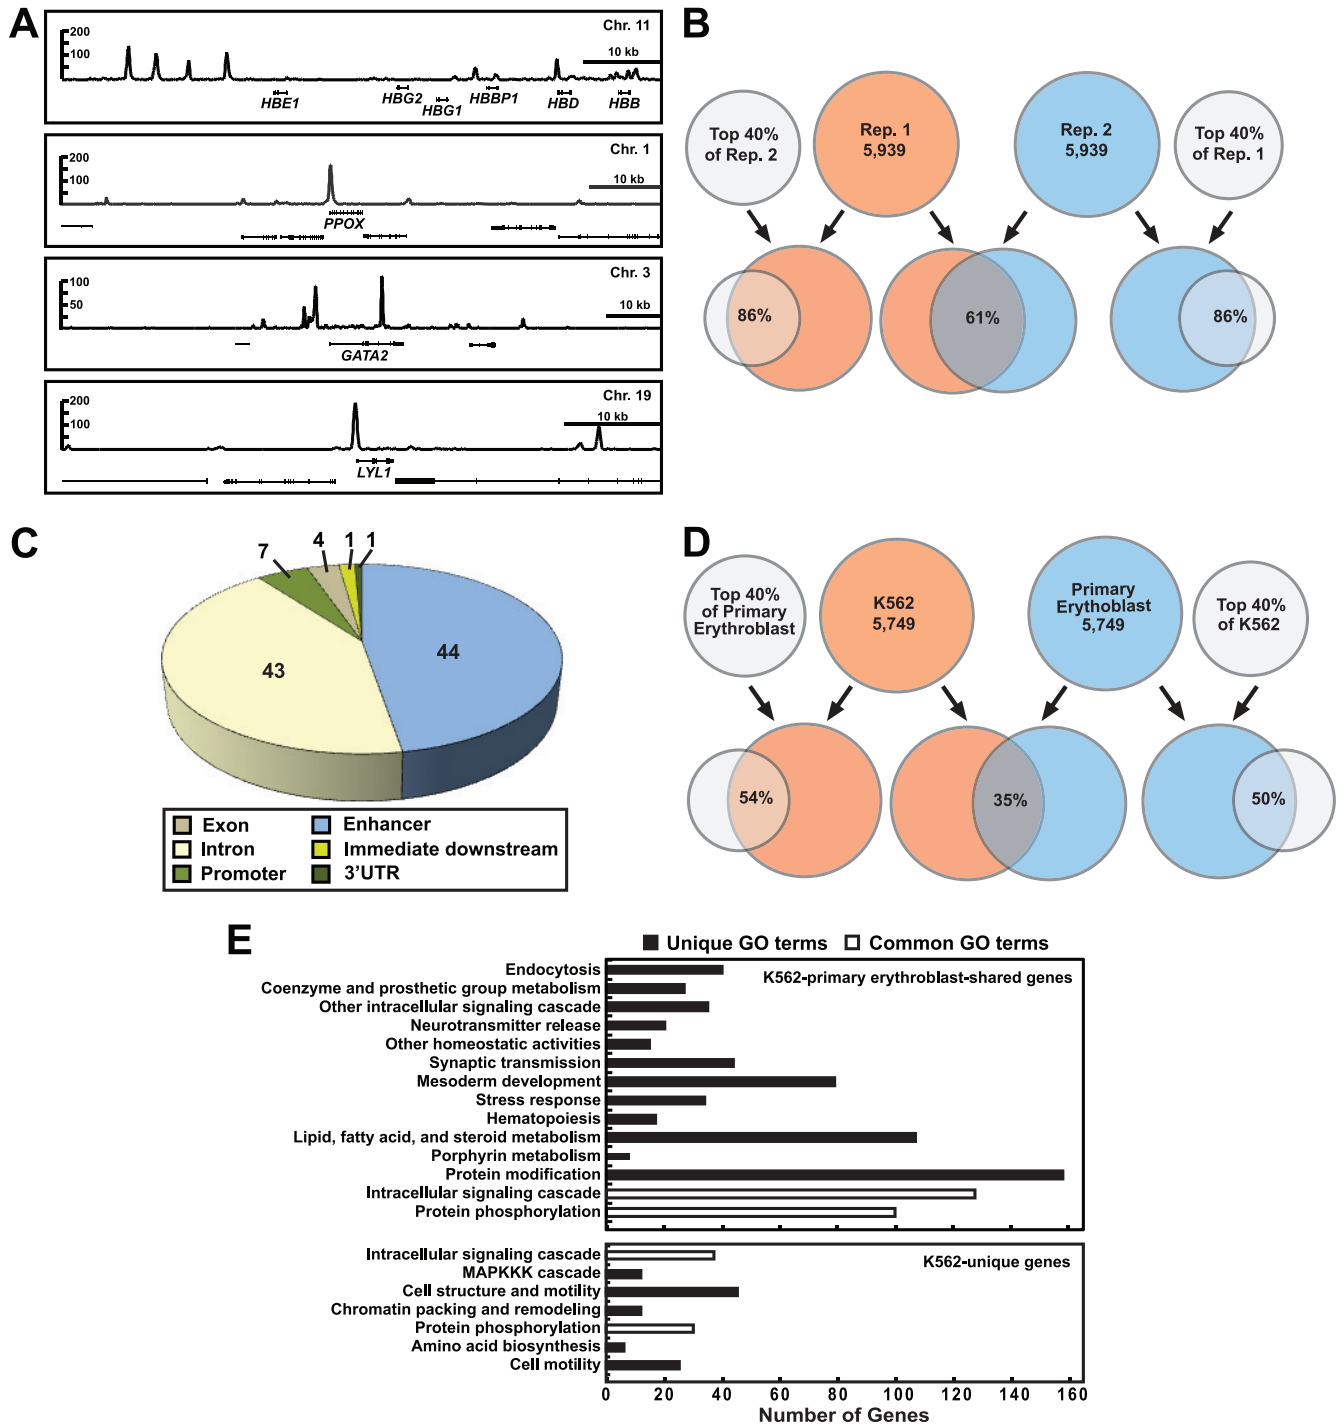 A
Chr. 11
200
100
10 kb
HBE1
HBG2
HBG1
HBBP1
HBD
HBB
Chr. 1
200
100
10 kb
PPOX
Chr. 3
100
50
10 kb
GATA2
Chr. 19
200
100
10 kb
LYL1
B
Top 40%
of Rep. 2
Rep. 1
5,939
Rep. 2
5,939
Top 40%
of Rep. 1
86%
61%
86%
C
7
4
1
1
43
44
Exon
Enhancer
Intron
Immediate downstream
Promoter
3'UTR
D
Top 40%
of Primary
Erythroblast
K562
5,749
Primary
Erythoblast
5,749
Top 40%
of K562
54%
35%
50%
E
Unique GO terms
Common GO terms
K562-primary erythroblast-shared genes
Endocytosis
Coenzyme and prosthetic group metabolism
Other intracellular signaling cascade
Neurotransmitter release
Other homeostatic activities
Synaptic transmission
Mesoderm development
Stress response
Hematopoiesis
Lipid, fatty acid, and steroid metabolism
Porphyrin metabolism
Protein modification
Intracellular signaling cascade
Protein phosphorylation
K562-unique genes
Intracellular signaling cascade
MAPKKK cascade
Cell structure and motility
Chromatin packing and remodeling
Protein phosphorylation
Amino acid biosynthesis
Cell motility
0 20 40 60 80 100 120 140 160
Number of Genes